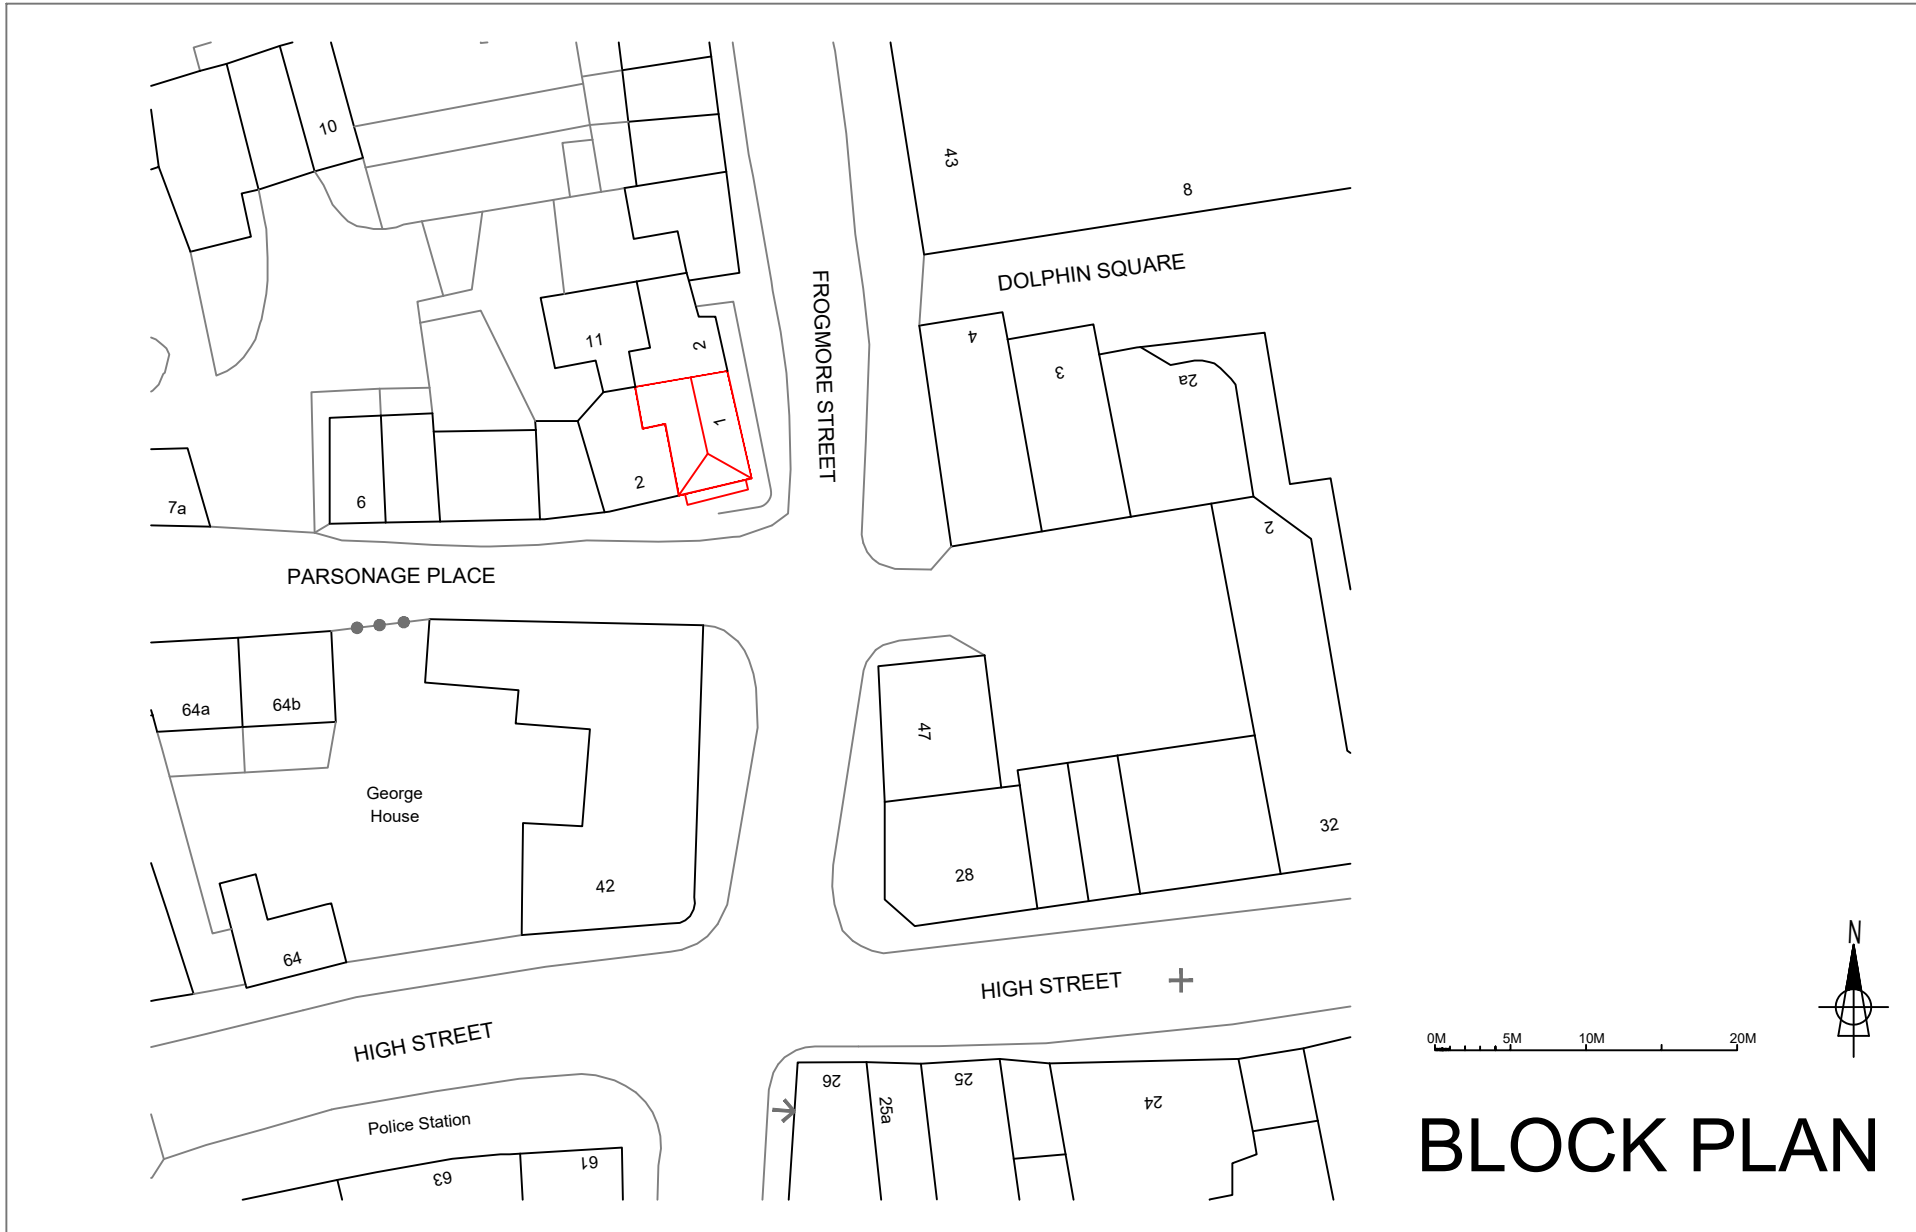 10
43
8
DOLPHIN SQUARE
FROGMORE STREET
11
2
4
3
2a
1
2
6
7a
2
PARSONAGE PLACE
64a
64b
47
George
House
32
42
28
64
N
HIGH STREET
HIGH STREET
0M 5M 10M 20M
26
25a
25
24
Police Station
BLOCK PLAN
63
61